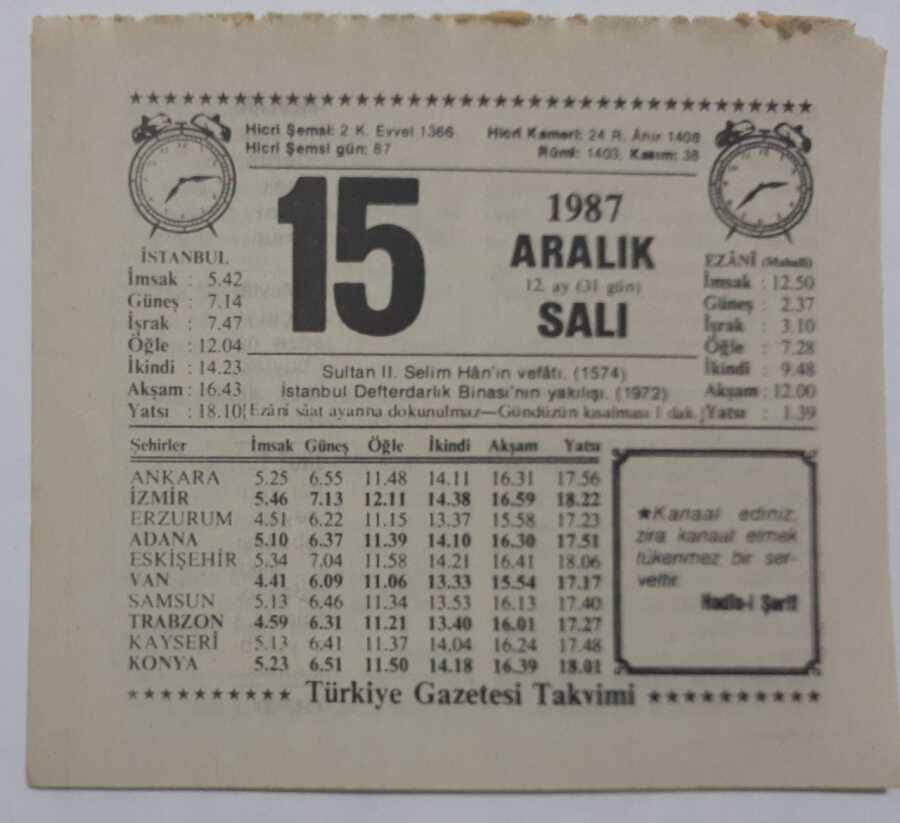 Hicri Şemsi: 2 K. Evvel 1366
Hicri Şemsi gün: 87
Hicri Kameri: 24 R. Âhir 1408
Rûmî: 1403, Kasım: 38
15
1987
ARALIK
12. ay (31 gün)
SALI
İSTANBUL
İmsak : 5.42
Güneş : 7.14
İşrak : 7.47
Öğle : 12.04
İkindi : 14.23
Akşam : 16.43
Yatsı : 18.10
EZÂNİ (Mahalli)
İmsak : 12.50
Güneş : 2.37
İşrak : 3.10
Öğle : 7.28
İkindi : 9.48
Akşam : 12.00
Yatsı : 1.39
Sultan II. Selim Hân'ın vefâtı. (1574)
İstanbul Defterdarlık Binası'nın yakılışı. (1972)
[Ezâni sâat ayarına dokunulmaz—Gündüzün kısalması 1 dak.]
Şehirler İmsak Güneş Öğle İkindi Akşam Yatsı
ANKARA 5.25 6.55 11.48 14.11 16.31 17.56
İZMİR 5.46 7.13 12.11 14.38 16.59 18.22
ERZURUM 4.51 6.22 11.15 13.37 15.58 17.23
ADANA 5.10 6.37 11.39 14.10 16.30 17.51
ESKİŞEHİR 5.34 7.04 11.58 14.21 16.41 18.06
VAN 4.41 6.09 11.06 13.33 15.54 17.17
SAMSUN 5.13 6.46 11.34 13.53 16.13 17.40
TRABZON 4.59 6.31 11.21 13.40 16.01 17.27
KAYSERİ 5.13 6.41 11.37 14.04 16.24 17.48
KONYA 5.23 6.51 11.50 14.18 16.39 18.01
★Kanaat ediniz,
zira kanaat etmek
tükenmez bir ser-
vettir.
Hadîs-i Şerîf
Türkiye Gazetesi Takvimi